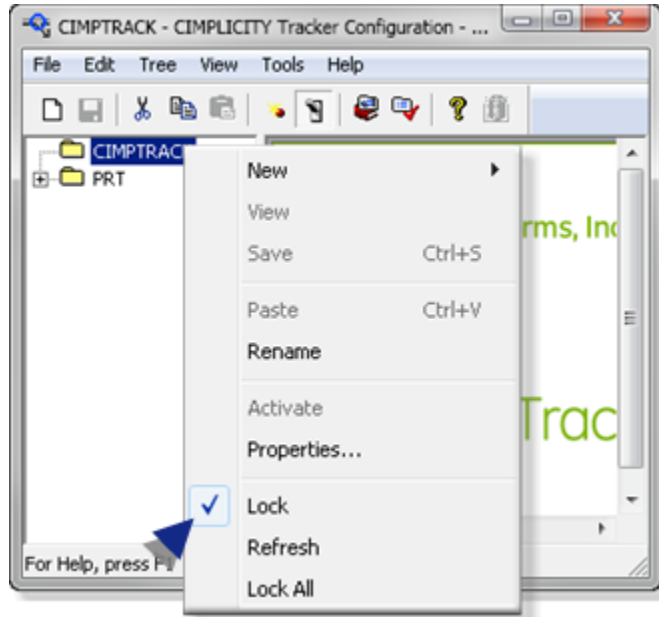 CIMPTRACK - CIMPLICITY Tracker Configuration - ...
File Edit Tree View Tools Help
CIMPTRAC
PRT
New
View
Save Ctrl+S
Paste Ctrl+V
Rename
Activate
Properties...
Lock
Refresh
Lock All
rms, Inc
Trac
For Help, press F1